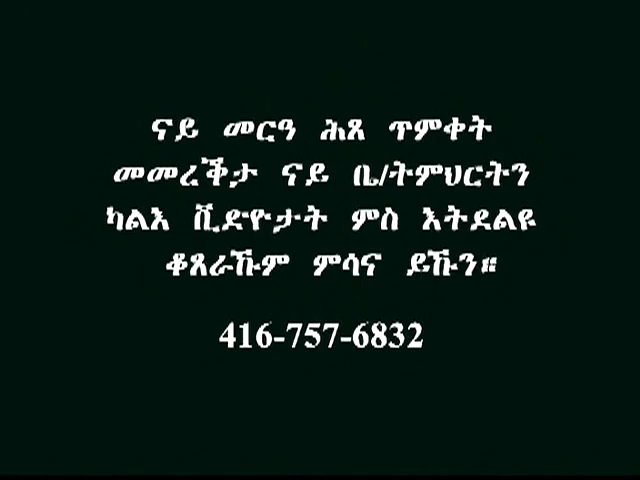 ናይ መርዓ ሕጸ ጥምቀት
መመረቕታ ናይ ቤ/ትምህርትን
ካልእ ቪድዮታት ምስ እትደልዩ
ቆጸራኹም ምሳና ይኹን።
416-757-6832